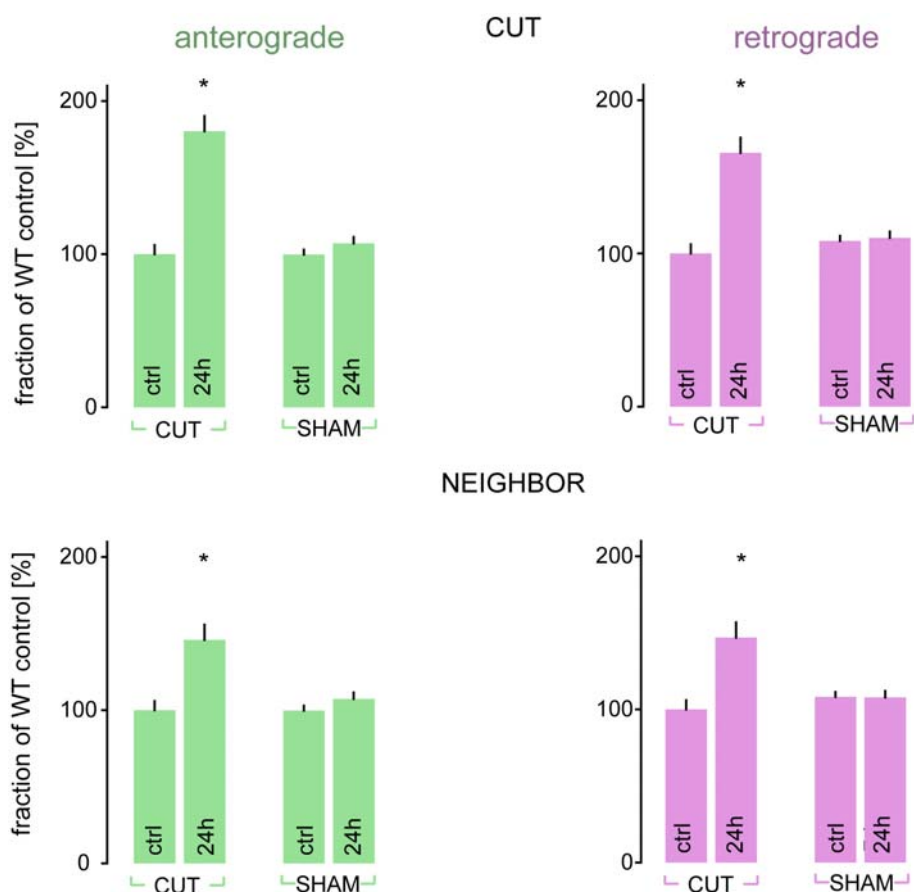 CUT
anterograde retrograde
* *
200 200
fraction of WT control [%]
100 100
ctrl 24h ctrl 24h ctrl 24h ctrl 24h
0 0
CUT SHAM CUT SHAM
NEIGHBOR
200 * 200 *
fraction of WT control [%]
100 100
ctrl 24h ctrl 24h ctrl 24h ctrl 24h
0 0
CUT SHAM CUT SHAM